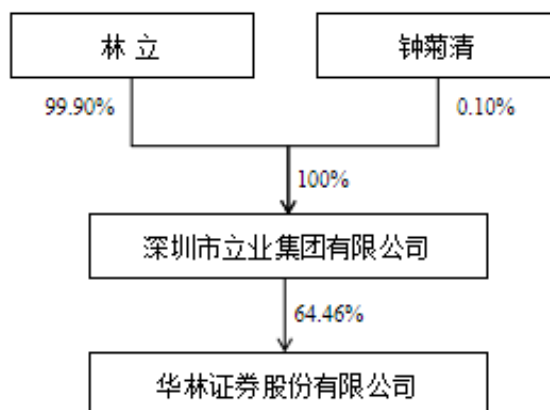 林 立
钟菊清
99.90%
0.10%
100%
深圳市立业集团有限公司
64.46%
华林证券股份有限公司